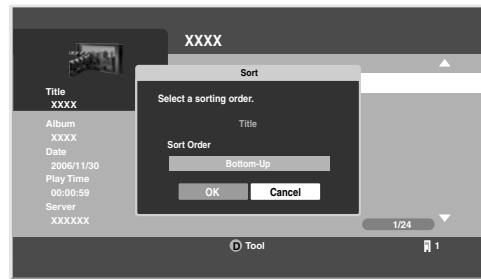 XXXX
Title
XXXX
Album
XXXX
Date
2006/11/30
Play Time
00:00:59
Server
XXXXXX
Sort
Select a sorting order.
Title
Sort Order
Bottom-Up
OK Cancel
1/24
D Tool
1